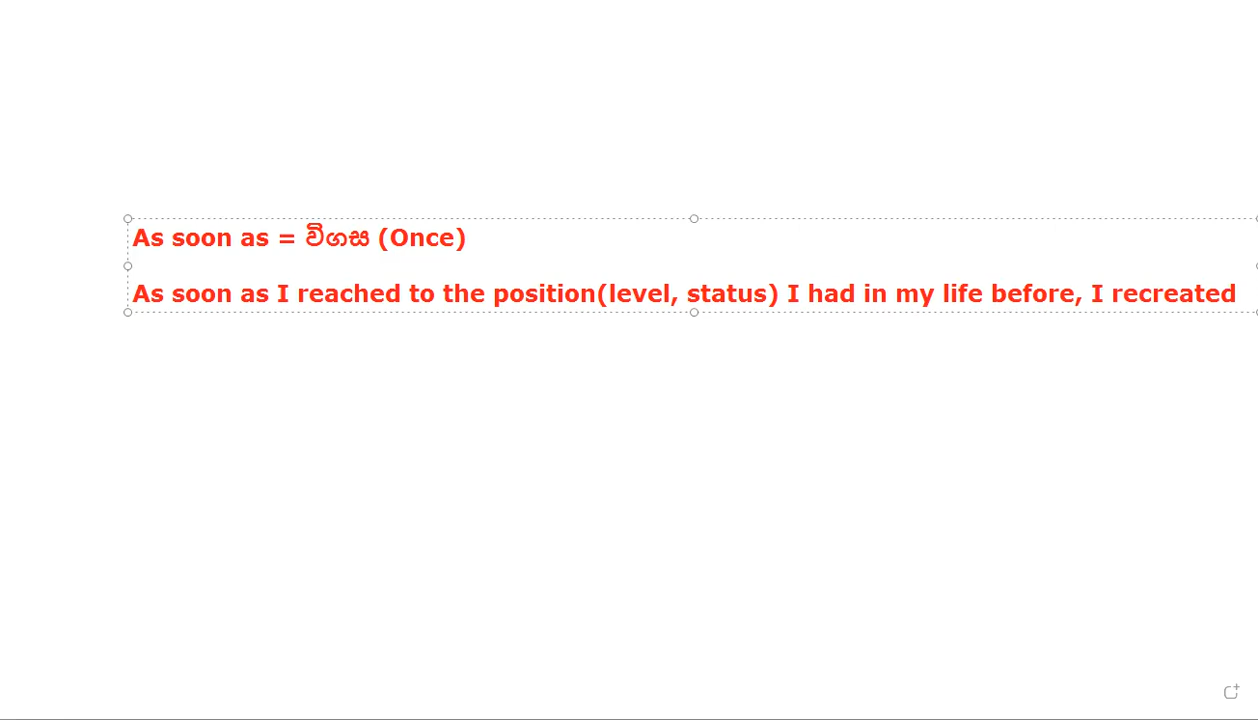 As soon as = විගස (Once)
As soon as I reached to the position(level, status) I had in my life before, I recreated